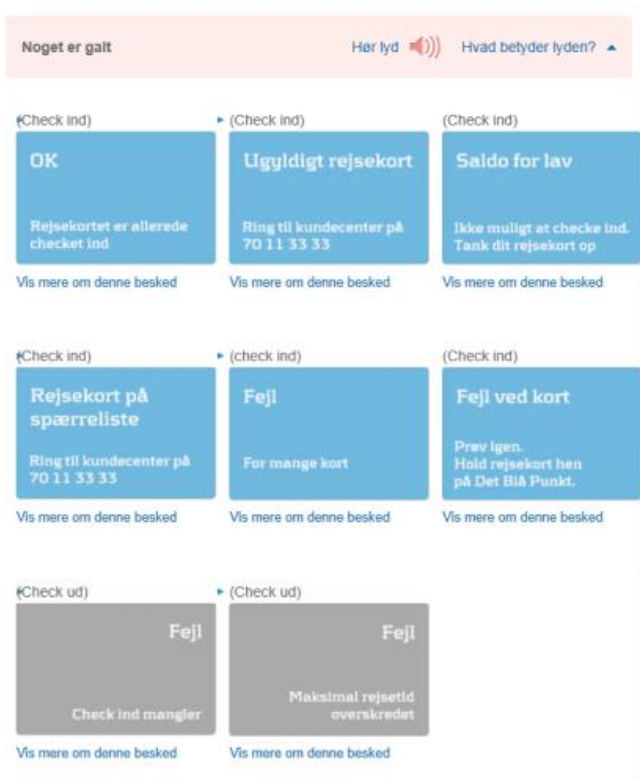 Noget er galt
Hør lyd
Hvad betyder lyden?
(Check ind)
OK
Rejsekortet er allerede
checket ind
Vis mere om denne besked
(Check ind)
Ugyldigt rejsekort
Ring til kundecenter på
70 11 33 33
Vis mere om denne besked
(Check ind)
Saldo for lav
Ikke muligt at checke ind.
Tank dit rejsekort op
Vis mere om denne besked
(Check ind)
Rejsekort på
spærreliste
Ring til kundecenter på
70 11 33 33
Vis mere om denne besked
(check ind)
Fejl
For mange kort
Vis mere om denne besked
(Check ind)
Fejl ved kort
Prøv igen.
Hold rejsekort hen
på Det Blå Punkt.
Vis mere om denne besked
(Check ud)
Fejl
Check ind mangler
Vis mere om denne besked
(Check ud)
Fejl
Maksimal rejsetid
overskredet
Vis mere om denne besked